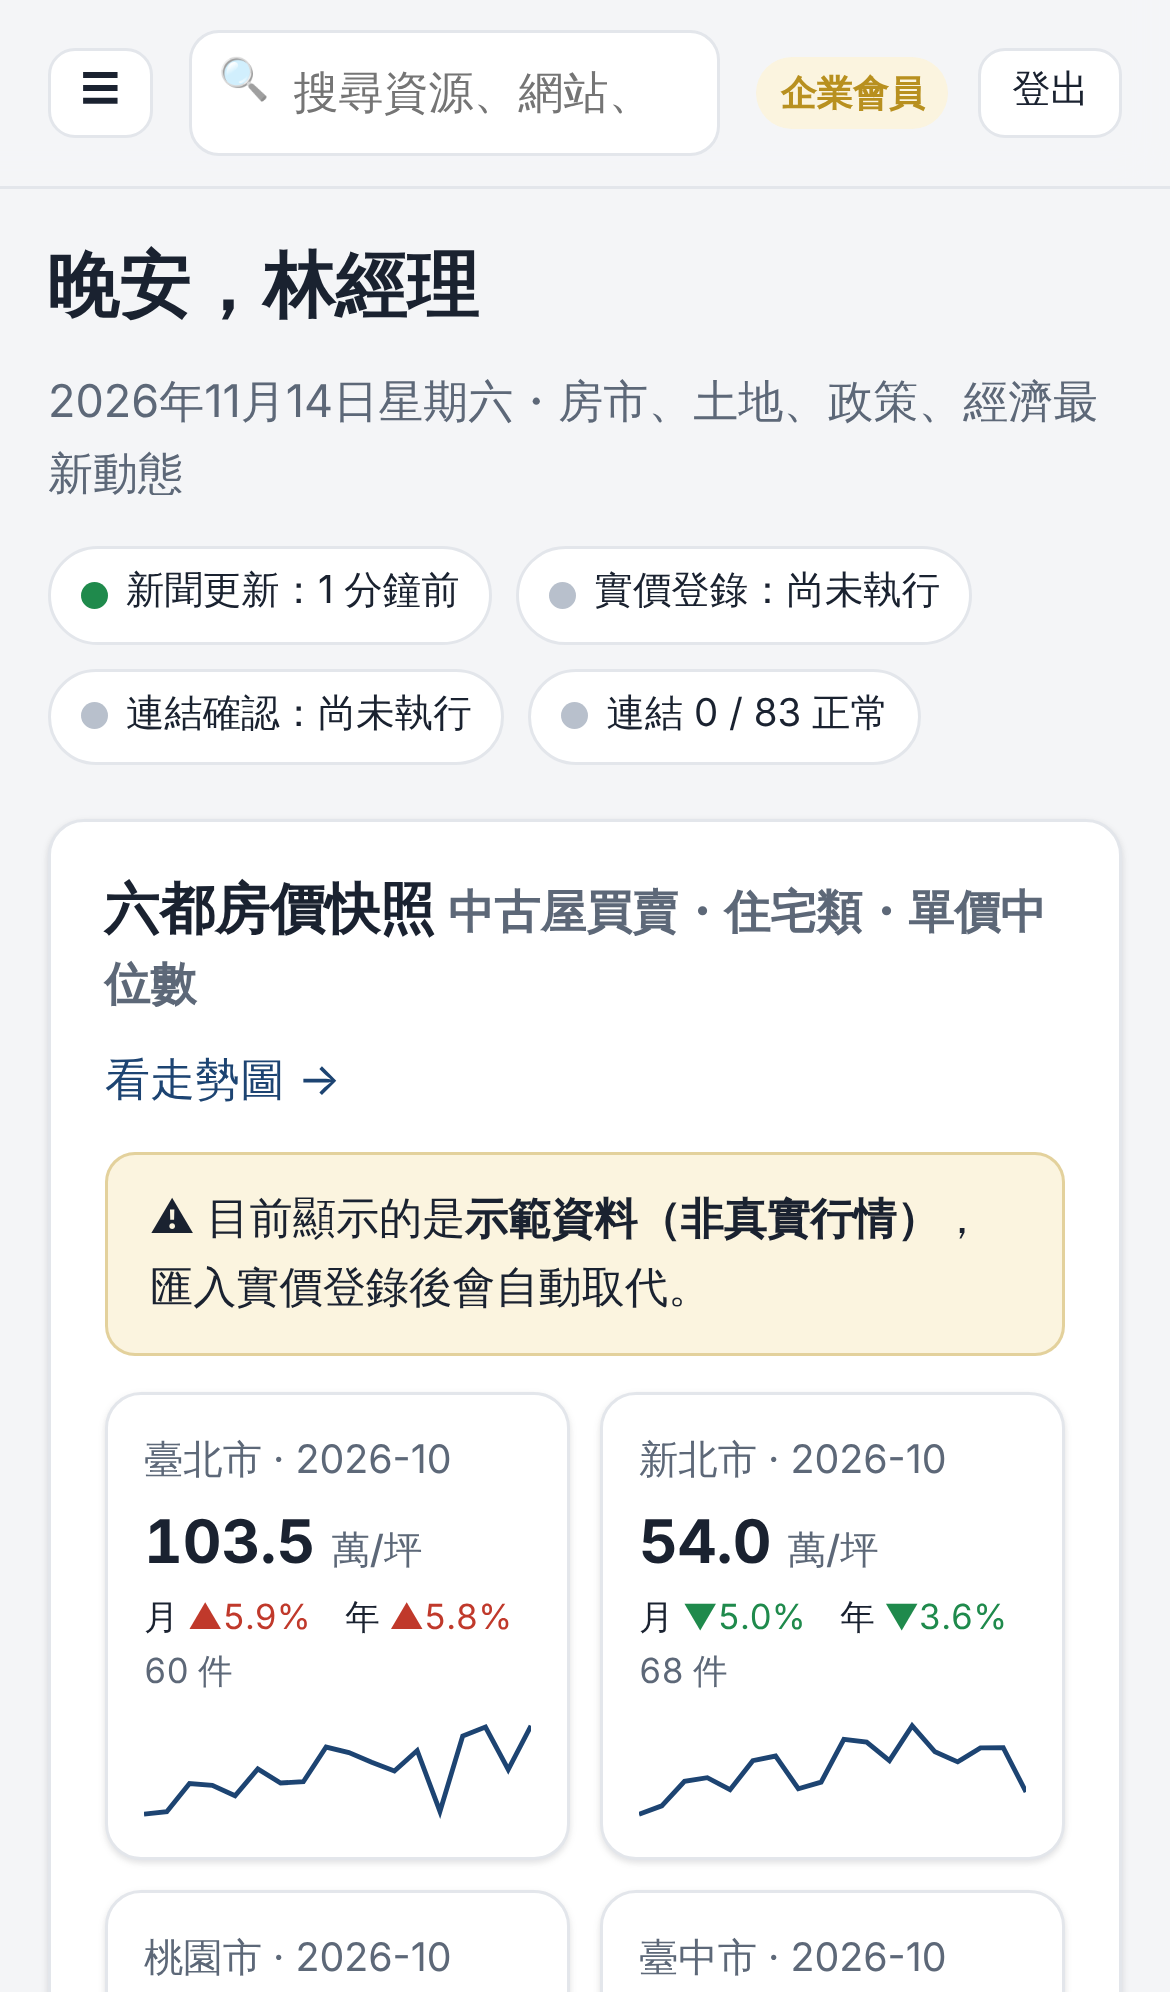 ☰ 🔍 搜尋資源、網站、 企業會員 登出
晚安，林經理
2026年11月14日星期六・房市、土地、政策、經濟最
新動態
新聞更新：1 分鐘前 實價登錄：尚未執行
連結確認：尚未執行 連結 0 / 83 正常
六都房價快照 中古屋買賣・住宅類・單價中
位數
看走勢圖 →
⚠ 目前顯示的是示範資料（非真實行情），
匯入實價登錄後會自動取代。
臺北市 · 2026-10
103.5 萬/坪
月 ▲5.9% 年 ▲5.8%
60 件
新北市 · 2026-10
54.0 萬/坪
月 ▼5.0% 年 ▼3.6%
68 件
桃園市 · 2026-10
臺中市 · 2026-10